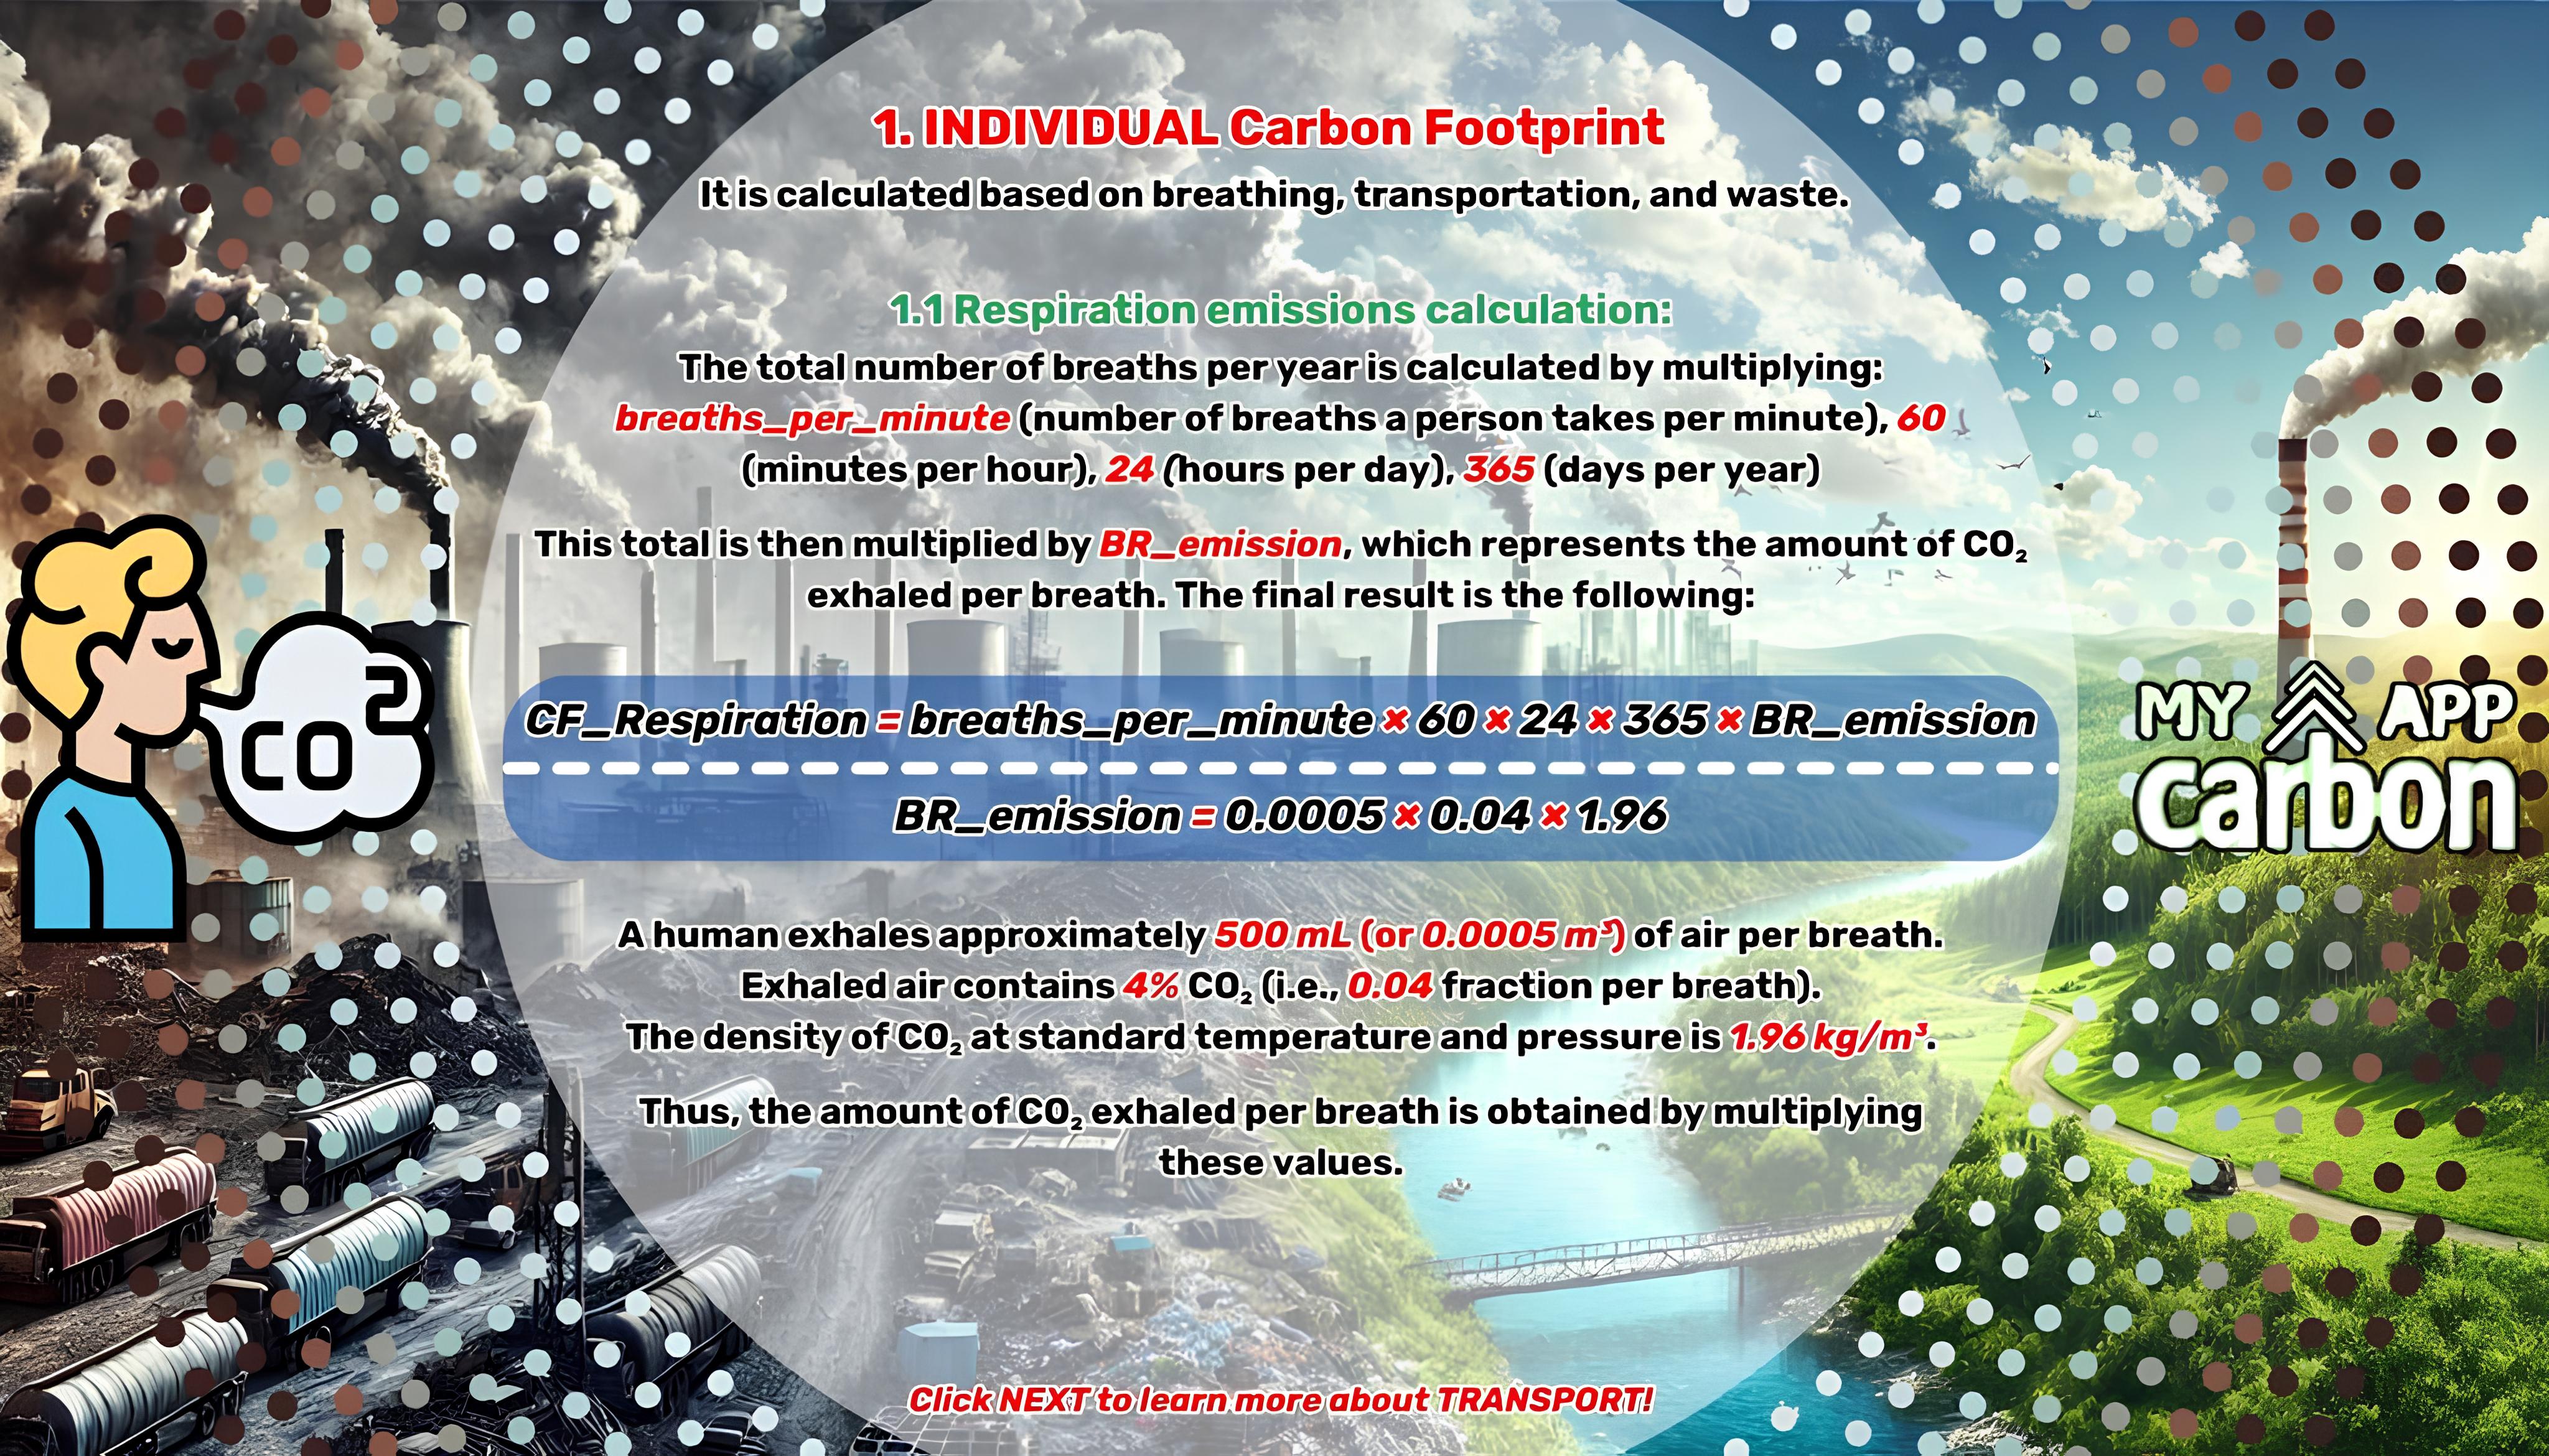 1. INDIVIDUAL Carbon Footprint
It is calculated based on breathing, transportation, and waste.
1.1 Respiration emissions calculation:
The total number of breaths per year is calculated by multiplying:
breaths_per_minute (number of breaths a person takes per minute), 60
(minutes per hour), 24 (hours per day), 365 (days per year)
This total is then multiplied by BR_emission, which represents the amount of CO₂
exhaled per breath. The final result is the following:
CO²
CF_Respiration = breaths_per_minute × 60 × 24 × 365 × BR_emission
BR_emission = 0.0005 × 0.04 × 1.96
MY APP
carbon
A human exhales approximately 500 mL (or 0.0005 m³) of air per breath.
Exhaled air contains 4% CO₂ (i.e., 0.04 fraction per breath).
The density of CO₂ at standard temperature and pressure is 1.96 kg/m³.
Thus, the amount of CO₂ exhaled per breath is obtained by multiplying
these values.
Click NEXT to learn more about TRANSPORT!